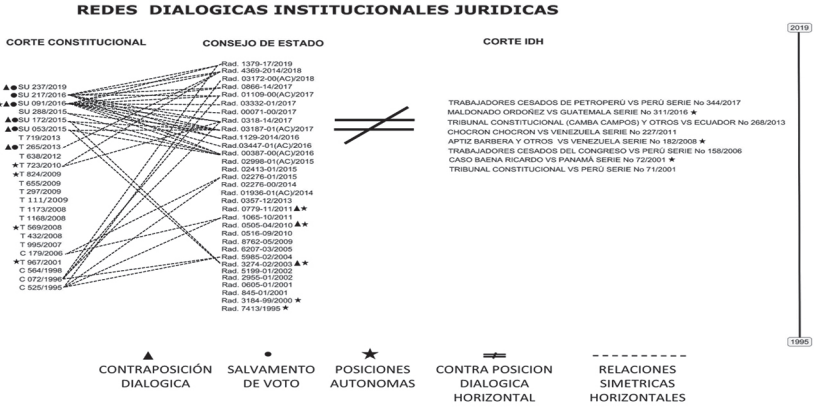 REDES DIALOGICAS INSTITUCIONALES JURIDICAS
2019
CORTE CONSTITUCIONAL
SU 237/2019
SU 217/2016
SU 091/2016
SU 288/2015
SU 172/2015
SU 053/2015
T 719/2013
T 265/2013
T 638/2012
T 723/2010
T 824/2009
T 655/2009
T 297/2009
T 111/2009
T 1173/2008
T 1168/2008
T 569/2008
T 432/2008
T 995/2007
C 179/2006
T 967/2001
C 564/1998
C 072/1996
C 525/1995
CONSEJO DE ESTADO
Rad. 1379-17/2019
Rad. 4369-2014/2018
Rad. 03172-00(AC)/2018
Rad. 0866-14/2017
Rad. 01109-00(AC)/2017
Rad. 03332-01/2017
Rad. 00071-00/2017
Rad. 0318-14/2017
Rad. 03187-01(AC)/2017
Rad. 1129-2014/2016
Rad.03447-01(AC)/2016
Rad. 00387-00(AC)/2016
Rad. 02998-01(AC)/2015
Rad. 02413-01/2015
Rad. 02276-01/2015
Rad. 02276-00/2014
Rad. 01936-01(AC)/2014
Rad. 0357-12/2013
Rad. 0779-11/2011
Rad. 1065-10/2011
Rad. 0505-04/2010
Rad. 0516-09/2010
Rad. 8762-05/2009
Rad. 6207-03/2005
Rad. 5985-02/2004
Rad. 3274-02/2003
Rad. 5199-01/2002
Rad. 2955-01/2002
Rad. 0605-01/2001
Rad. 845-01/2001
Rad. 3184-99/2000
Rad. 7413/1995
CORTE IDH
TRABAJADORES CESADOS DE PETROPERÙ VS PERÙ SERIE No 344/2017
MALDONADO ORDOÑEZ VS GUATEMALA SERIE No 311/2016
TRIBUNAL CONSTITUCIONAL (CAMBA CAMPOS) Y OTROS VS ECUADOR No 268/2013
CHOCRON CHOCRON VS VENEZUELA SERIE No 227/2011
APTIZ BARBERA Y OTROS VS VENEZUELA SERIE No 182/2008
TRABAJADORES CESADOS DEL CONGRESO VS PERÙ SERIE No 158/2006
CASO BAENA RICARDO VS PANAMÀ SERIE No 72/2001
TRIBUNAL CONSTITUCIONAL VS PERÙ SERIE No 71/2001
1995
CONTRAPOSICIÓN
DIALOGICA
SALVAMENTO
DE VOTO
POSICIONES
AUTONOMAS
CONTRA POSICION
DIALOGICA
HORIZONTAL
RELACIONES
SIMETRICAS
HORIZONTALES